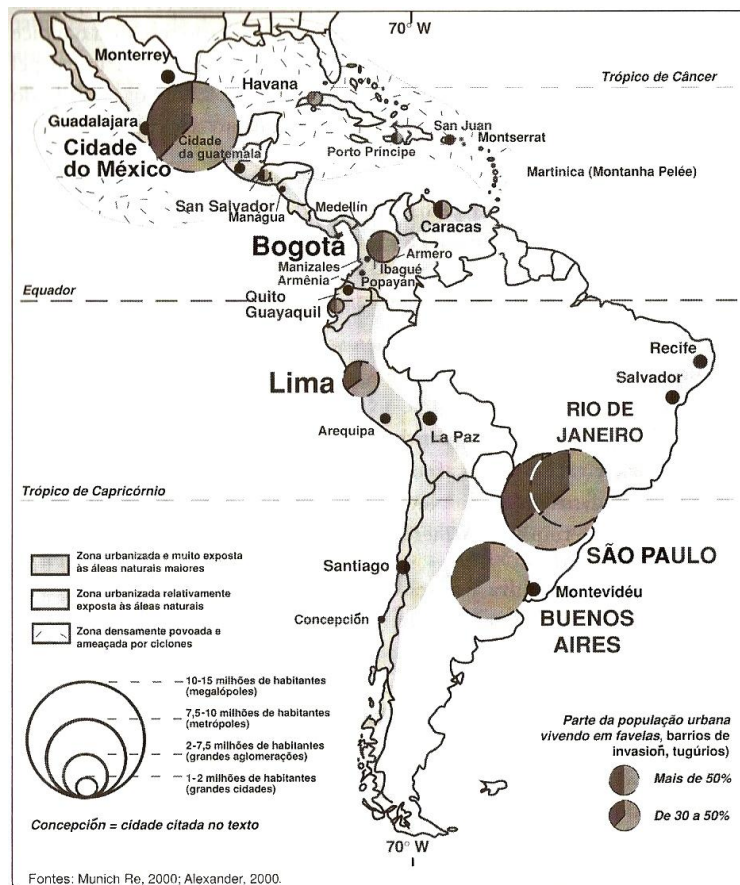 70° W
Monterrey
Havana
Trópico de Câncer
Guadalajara
Cidade
do México
Cidade
da guatemala
San Juan
Montserrat
Porto Príncipe
Martinica (Montanha Pelée)
San Salvador
Manágua
Medellín
Caracas
Bogotá
Armero
Manizales
Ibagué
Armênia
Popayán
Equador
Quito
Guayaquil
Recife
Salvador
Lima
RIO DE
JANEIRO
Arequipa
La Paz
Trópico de Capricórnio
SÃO PAULO
Santiago
Montevidéu
BUENOS
AIRES
Concepción
Zona urbanizada e muito exposta
às áleas naturais maiores
Zona urbanizada relativamente
exposta às áleas naturais
Zona densamente povoada e
ameaçada por ciclones
10-15 milhões de habitantes
(megalópoles)
7,5-10 milhões de habitantes
(metrópoles)
2-7,5 milhões de habitantes
(grandes aglomerações)
1-2 milhões de habitantes
(grandes cidades)
Concepción = cidade citada no texto
Parte da população urbana
vivendo em favelas, barrios de
invasión, tugúrios)
Mais de 50%
De 30 a 50%
70° W
Fontes: Munich Re, 2000; Alexander, 2000.